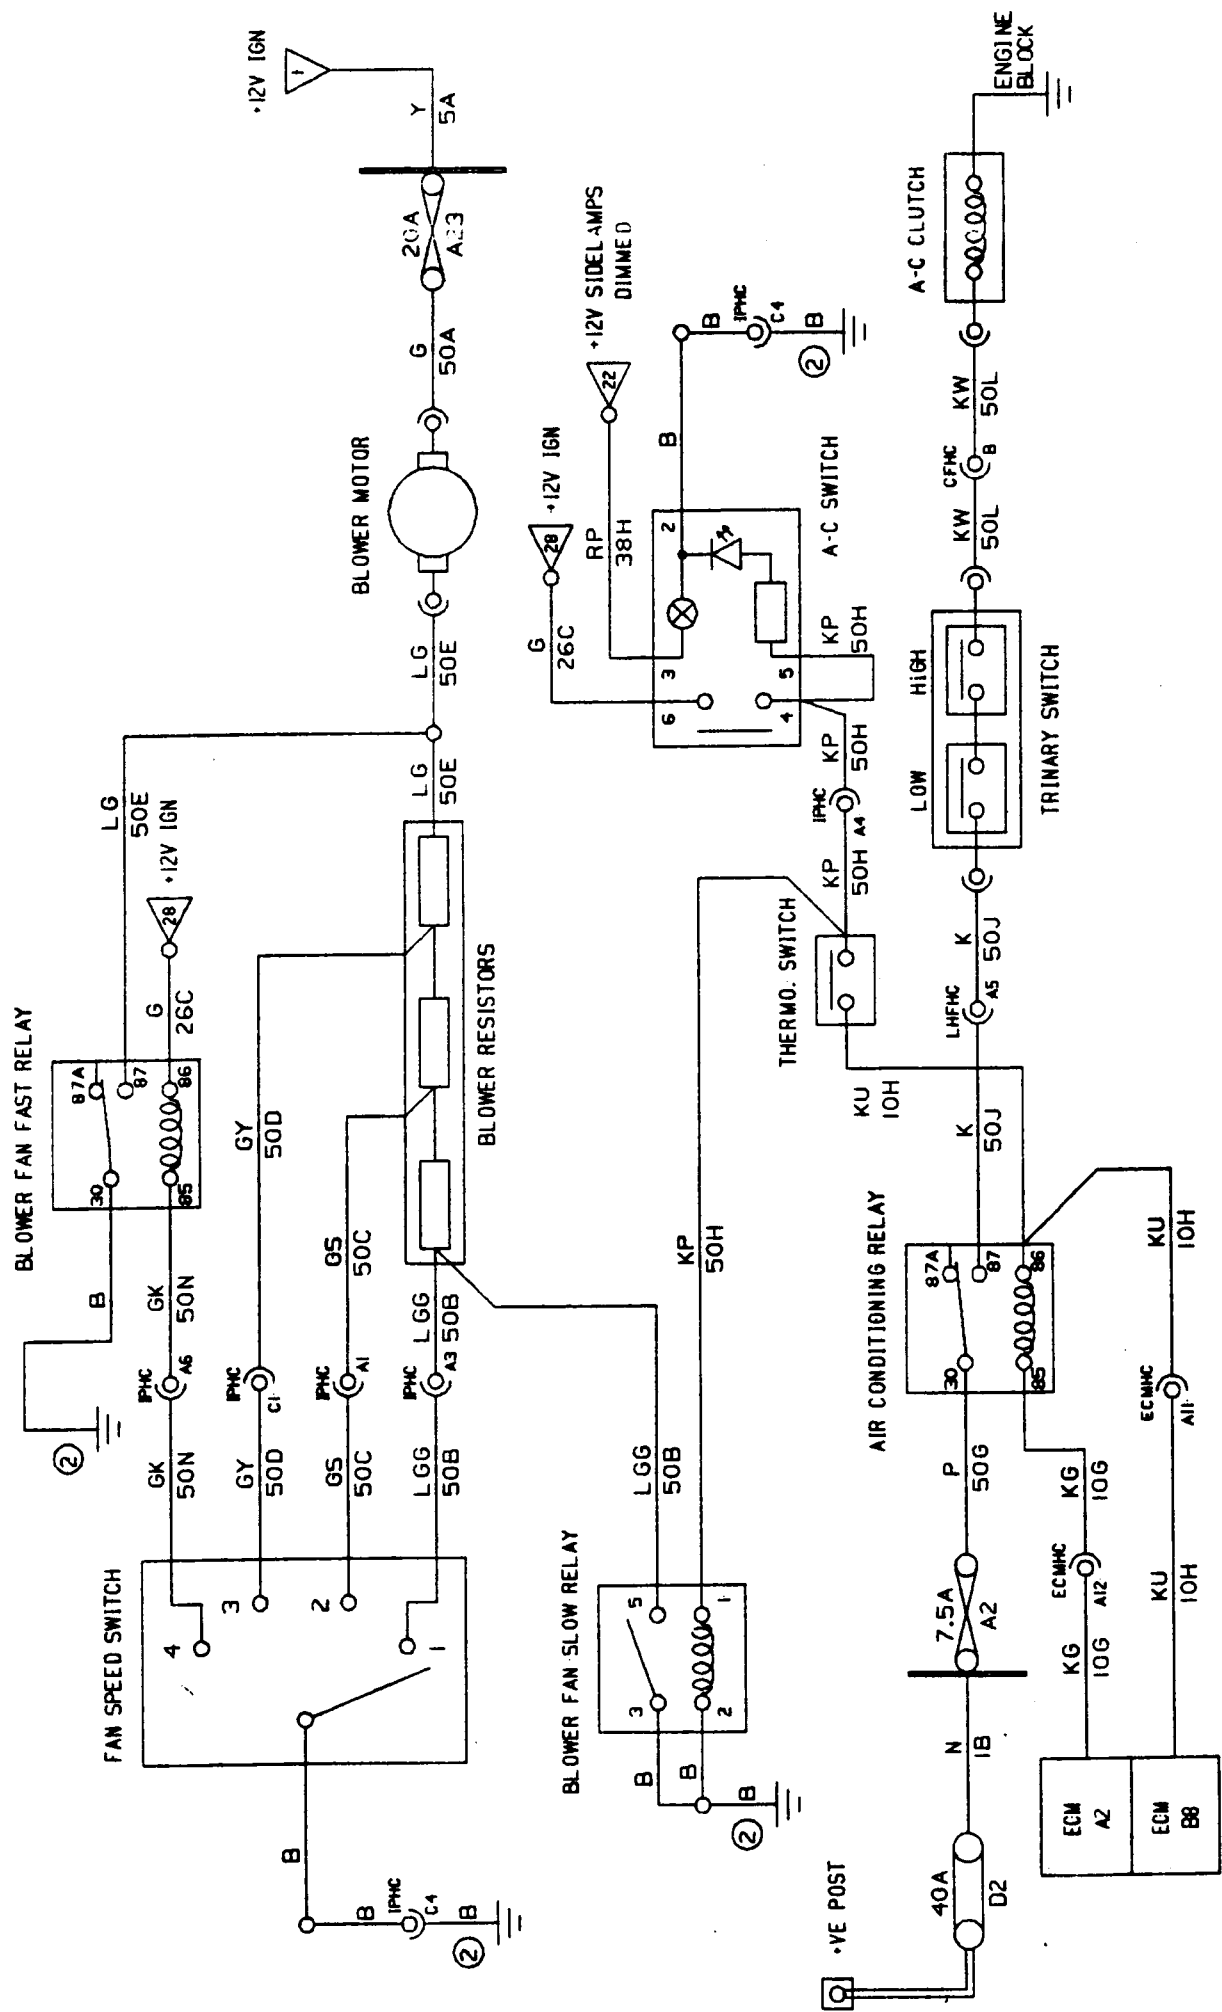 BLOWER FAN FAST RELAY
87A
87
30
86
85
B
2
LG
50E
G
26C
28
+12V IGN
GK
50N
IPHC
A6
GK
50N
FAN SPEED SWITCH
4
3
2
1
B
B
IPHC
C4
B
2
GY
50D
IPHC
C1
GY
50D
GS
50C
IPHC
A1
GS
50C
LGG
50B
IPHC
A3
LGG
50B
BLOWER RESISTORS
LG
50E
LG
50E
BLOWER MOTOR
G
50A
20A
Y
5A
1
+12V IGN
BLOWER FAN SLOW RELAY
3
5
2
1
B
B
B
2
LGG
50B
KP
50H
G
26C
28
+12V IGN
RP
38H
22
+12V SIDELAMPS
DIMMED
A-C SWITCH
6
3
2
4
5
B
B
IPHC
C4
B
2
KP
50H
KP
50H
IPHC
A4
KP
50H
THERMO. SWITCH
KU
10H
+VE POST
40A
D2
N
1B
7.5A
A2
P
50G
AIR CONDITIONING RELAY
30
87A
87
85
86
K
50J
LHFHC
A5
K
50J
TRINARY SWITCH
LOW
HIGH
KW
50L
CFHC
B
KW
50L
A-C CLUTCH
ENGINE
BLOCK
ECM
A2
ECM
B8
KG
10G
ECMHC
A12
KG
10G
KU
10H
ECMHC
A11
KU
10H